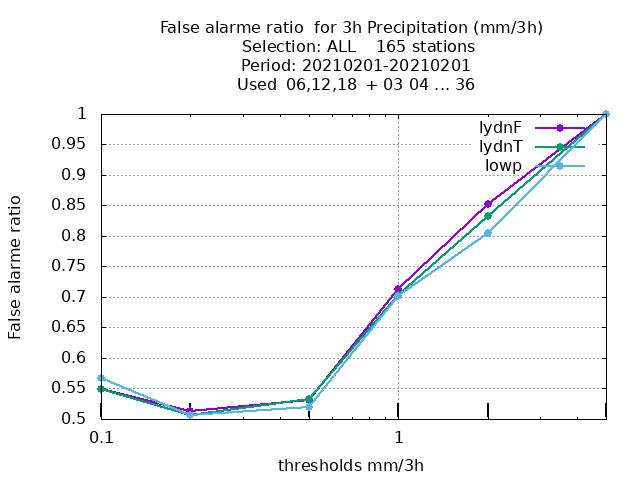 False alarme ratio  for 3h Precipitation (mm/3h)
Selection: ALL    165 stations
Period: 20210201-20210201
Used  06,12,18  + 03 04 ... 36
lydnF
lydnT
lowp
False alarme ratio
1
0.95
0.9
0.85
0.8
0.75
0.7
0.65
0.6
0.55
0.5
0.1
1
thresholds mm/3h